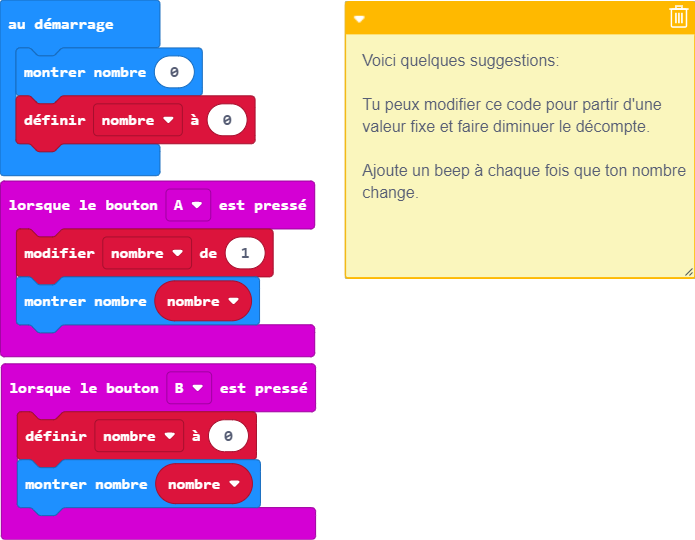 au démarrage
montrer nombre 0
définir nombre à 0
lorsque le bouton A est pressé
modifier nombre de 1
montrer nombre nombre
lorsque le bouton B est pressé
définir nombre à 0
montrer nombre nombre
Voici quelques suggestions:
Tu peux modifier ce code pour partir d'une
valeur fixe et faire diminuer le décompte.
Ajoute un beep à chaque fois que ton nombre
change.